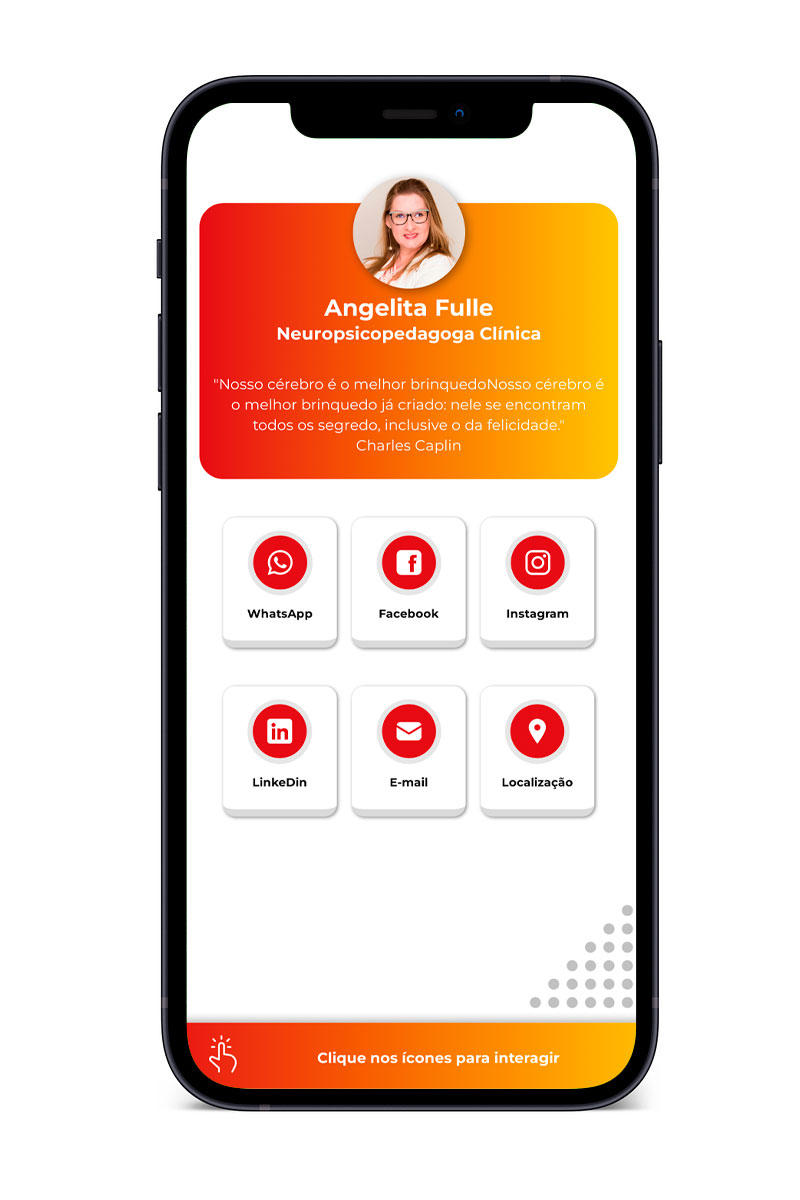 Angelita Fulle
Neuropsicopedagoga Clínica
"Nosso cérebro é o melhor brinquedoNosso cérebro é
o melhor brinquedo já criado: nele se encontram
todos os segredo, inclusive o da felicidade."
Charles Caplin
WhatsApp
Facebook
Instagram
LinkeDin
E-mail
Localização
Clique nos ícones para interagir